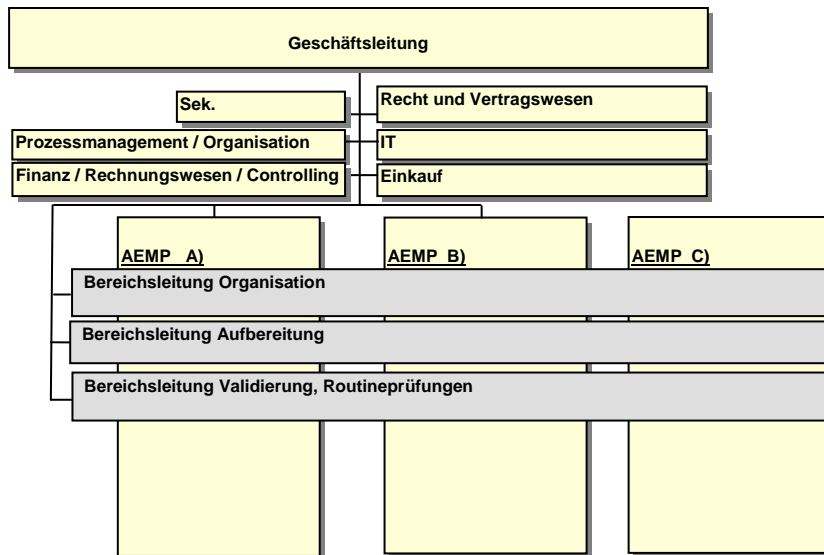 Geschäftsleitung
Sek.
Recht und Vertragswesen
Prozessmanagement / Organisation
IT
Finanz / Rechnungswesen / Controlling
Einkauf
AEMP A)
AEMP B)
AEMP C)
Bereichsleitung Organisation
Bereichsleitung Aufbereitung
Bereichsleitung Validierung, Routineprüfungen